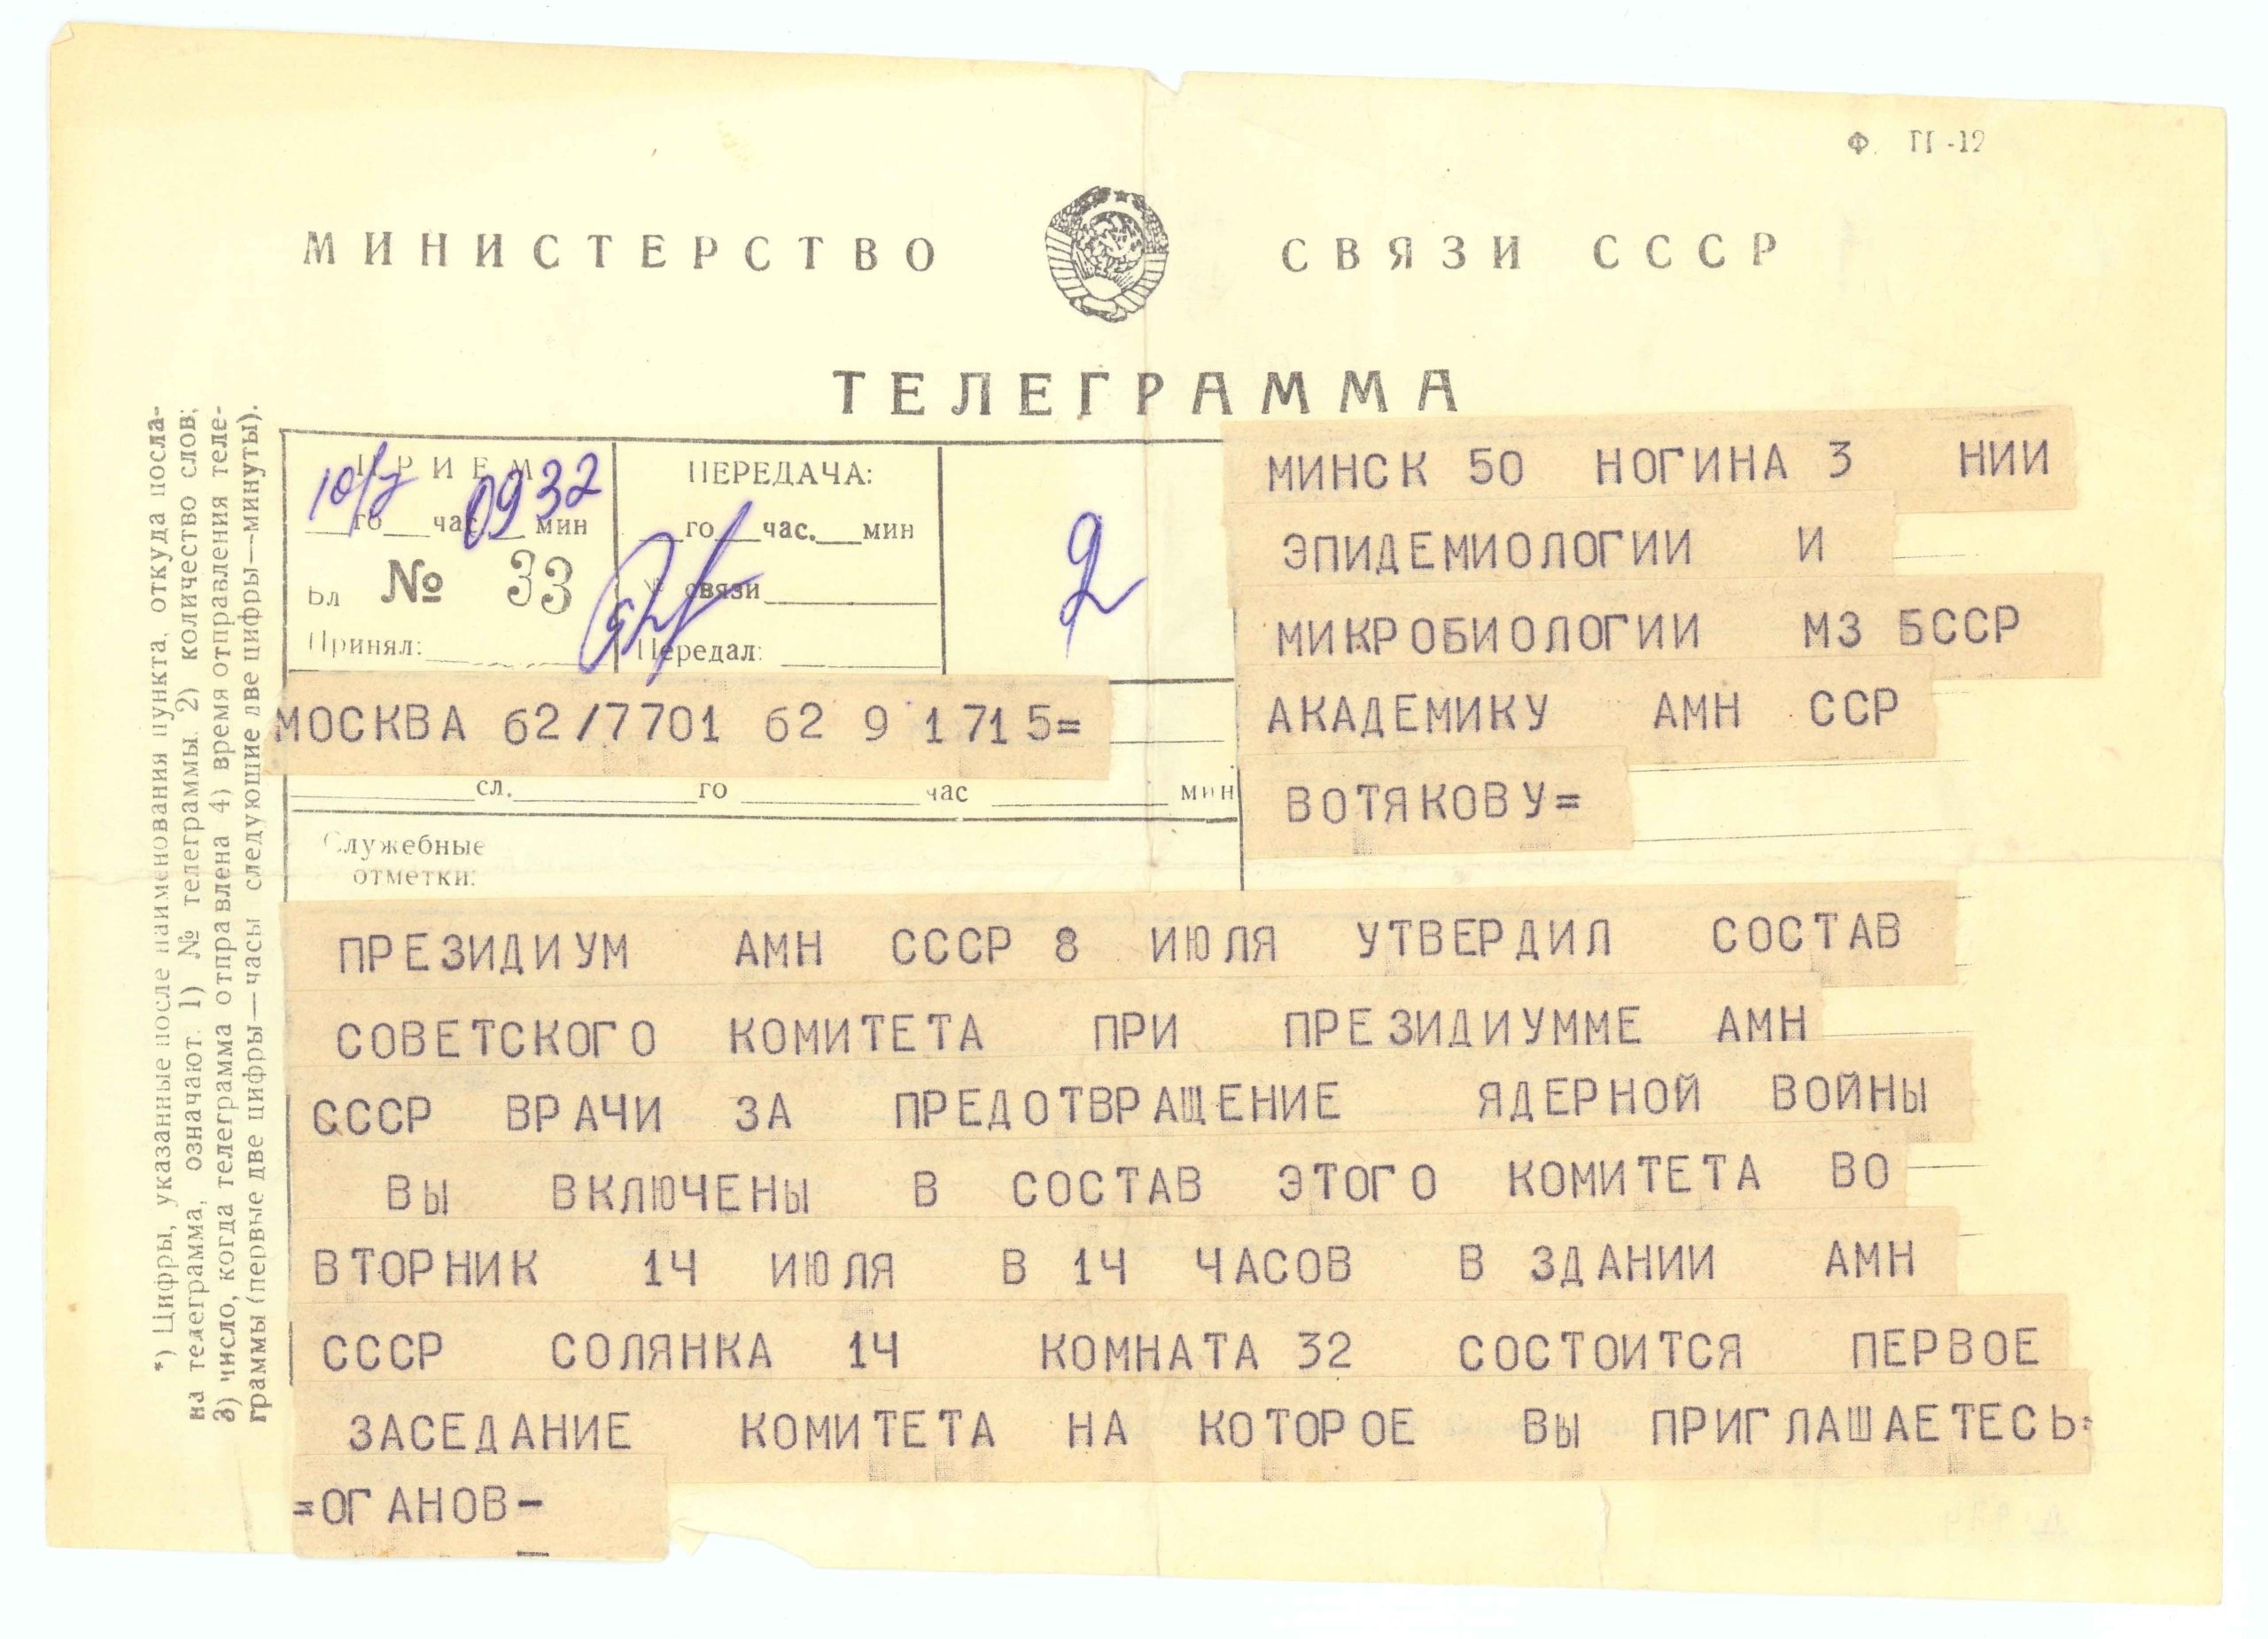 Ф. ТГ-12
МИНИСТЕРСТВО СВЯЗИ СССР
ТЕЛЕГРАММА
ПРИЕМ
10/7 0932
го час. мин
Бл № 33
Принял:
ПЕРЕДАЧА:
го час. мин
связи
Передал:
2
МОСКВА 62/7701 62 9 1715=
сл. го час мин
Служебные
отметки:
МИНСК 50 НОГИНА 3 НИИ
ЭПИДЕМИОЛОГИИ И
МИКРОБИОЛОГИИ МЗ БССР
АКАДЕМИКУ АМН ССР
ВОТЯКОВУ=
ПРЕЗИДИУМ АМН СССР 8 ИЮЛЯ УТВЕРДИЛ СОСТАВ
СОВЕТСКОГО КОМИТЕТА ПРИ ПРЕЗИДИУММЕ АМН
СССР ВРАЧИ ЗА ПРЕДОТВРАЩЕНИЕ ЯДЕРНОЙ ВОЙНЫ
ВЫ ВКЛЮЧЕНЫ В СОСТАВ ЭТОГО КОМИТЕТА ВО
ВТОРНИК 14 ИЮЛЯ В 14 ЧАСОВ В ЗДАНИИ АМН
СССР СОЛЯНКА 14 КОМНАТА 32 СОСТОИТСЯ ПЕРВОЕ
ЗАСЕДАНИЕ КОМИТЕТА НА КОТОРОЕ ВЫ ПРИГЛАШАЕТЕСЬ=
=ОГАНОВ-
*) Цифры, указанные после наименования пункта, откуда посла-
на телеграмма, означают. 1) № телеграммы. 2) количество слов;
3) число, когда телеграмма отправлена 4) время отправления теле-
граммы (первые две цифры—часы следующие две цифры—минуты).